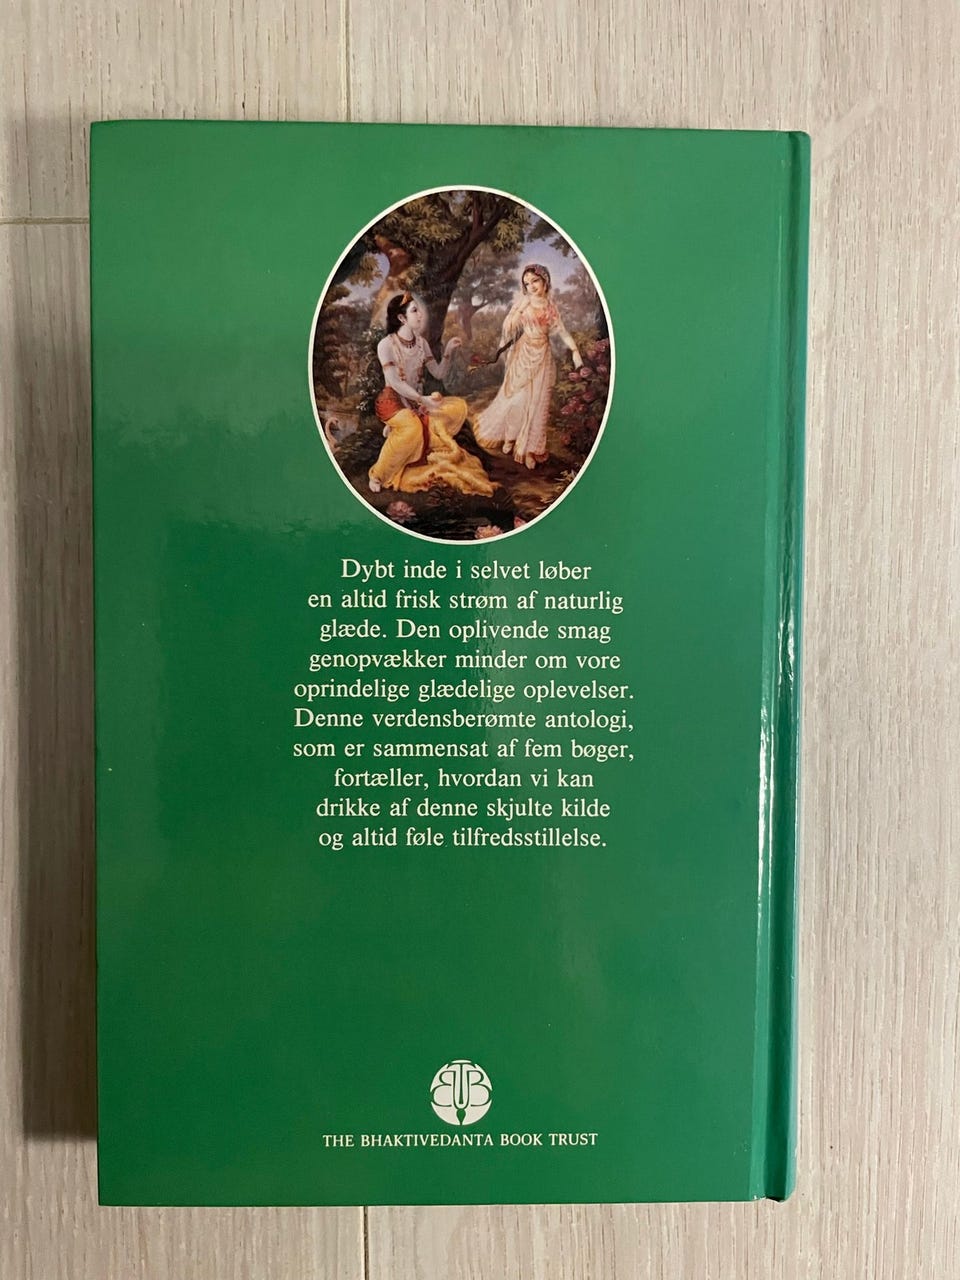 Dybt inde i selvet løber
en altid frisk strøm af naturlig
glæde. Den oplivende smag
genopvækker minder om vore
oprindelige glædelige oplevelser.
Denne verdensberømte antologi,
som er sammensat af fem bøger,
fortæller, hvordan vi kan
drikke af denne skjulte kilde
og altid føle tilfredsstillelse.
BTB
THE BHAKTIVEDANTA BOOK TRUST